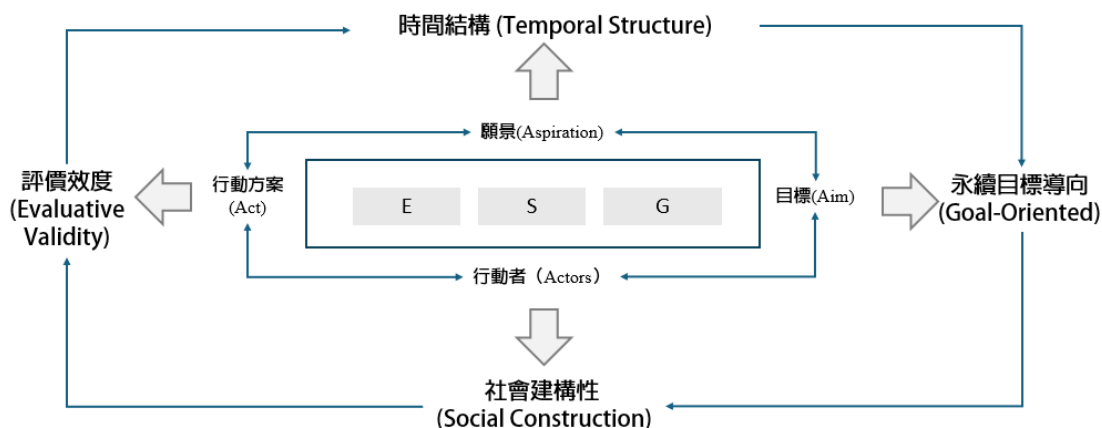 時間結構 (Temporal Structure)
願景(Aspiration)
評價效度
(Evaluative
Validity)
行動方案
(Act)
E
S
G
目標(Aim)
永續目標導向
(Goal-Oriented)
行動者（Actors）
社會建構性
(Social Construction)